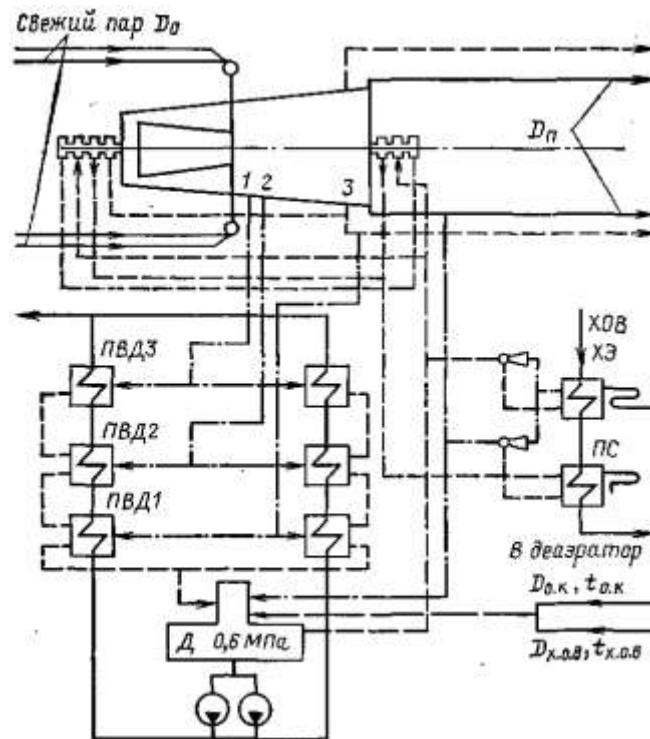 Свежий пар D₀
Dп
1 2 3
ХОВ
ПВД3
ХЭ
ПВД2
ПС
ПВД1
В деаэратор
Dо.к, tо.к
Д 0,6 МПа
Dх.о.в, tх.о.в